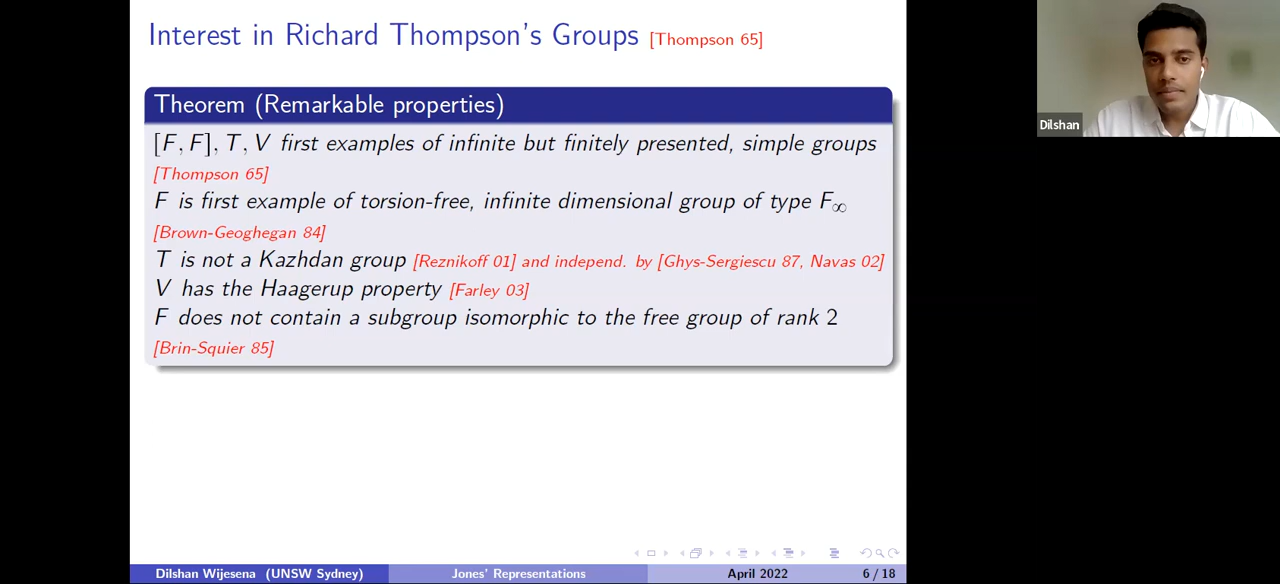 Interest in Richard Thompson's Groups [Thompson 65]
Theorem (Remarkable properties)
[F, F], T, V first examples of infinite but finitely presented, simple groups
[Thompson 65]
F is first example of torsion-free, infinite dimensional group of type F∞
[Brown-Geoghegan 84]
T is not a Kazhdan group [Reznikoff 01] and independ. by [Ghys-Sergiescu 87, Navas 02]
V has the Haagerup property [Farley 03]
F does not contain a subgroup isomorphic to the free group of rank 2
[Brin-Squier 85]
Dilshan Wijesena (UNSW Sydney) Jones' Representations April 2022 6 / 18
Dilshan